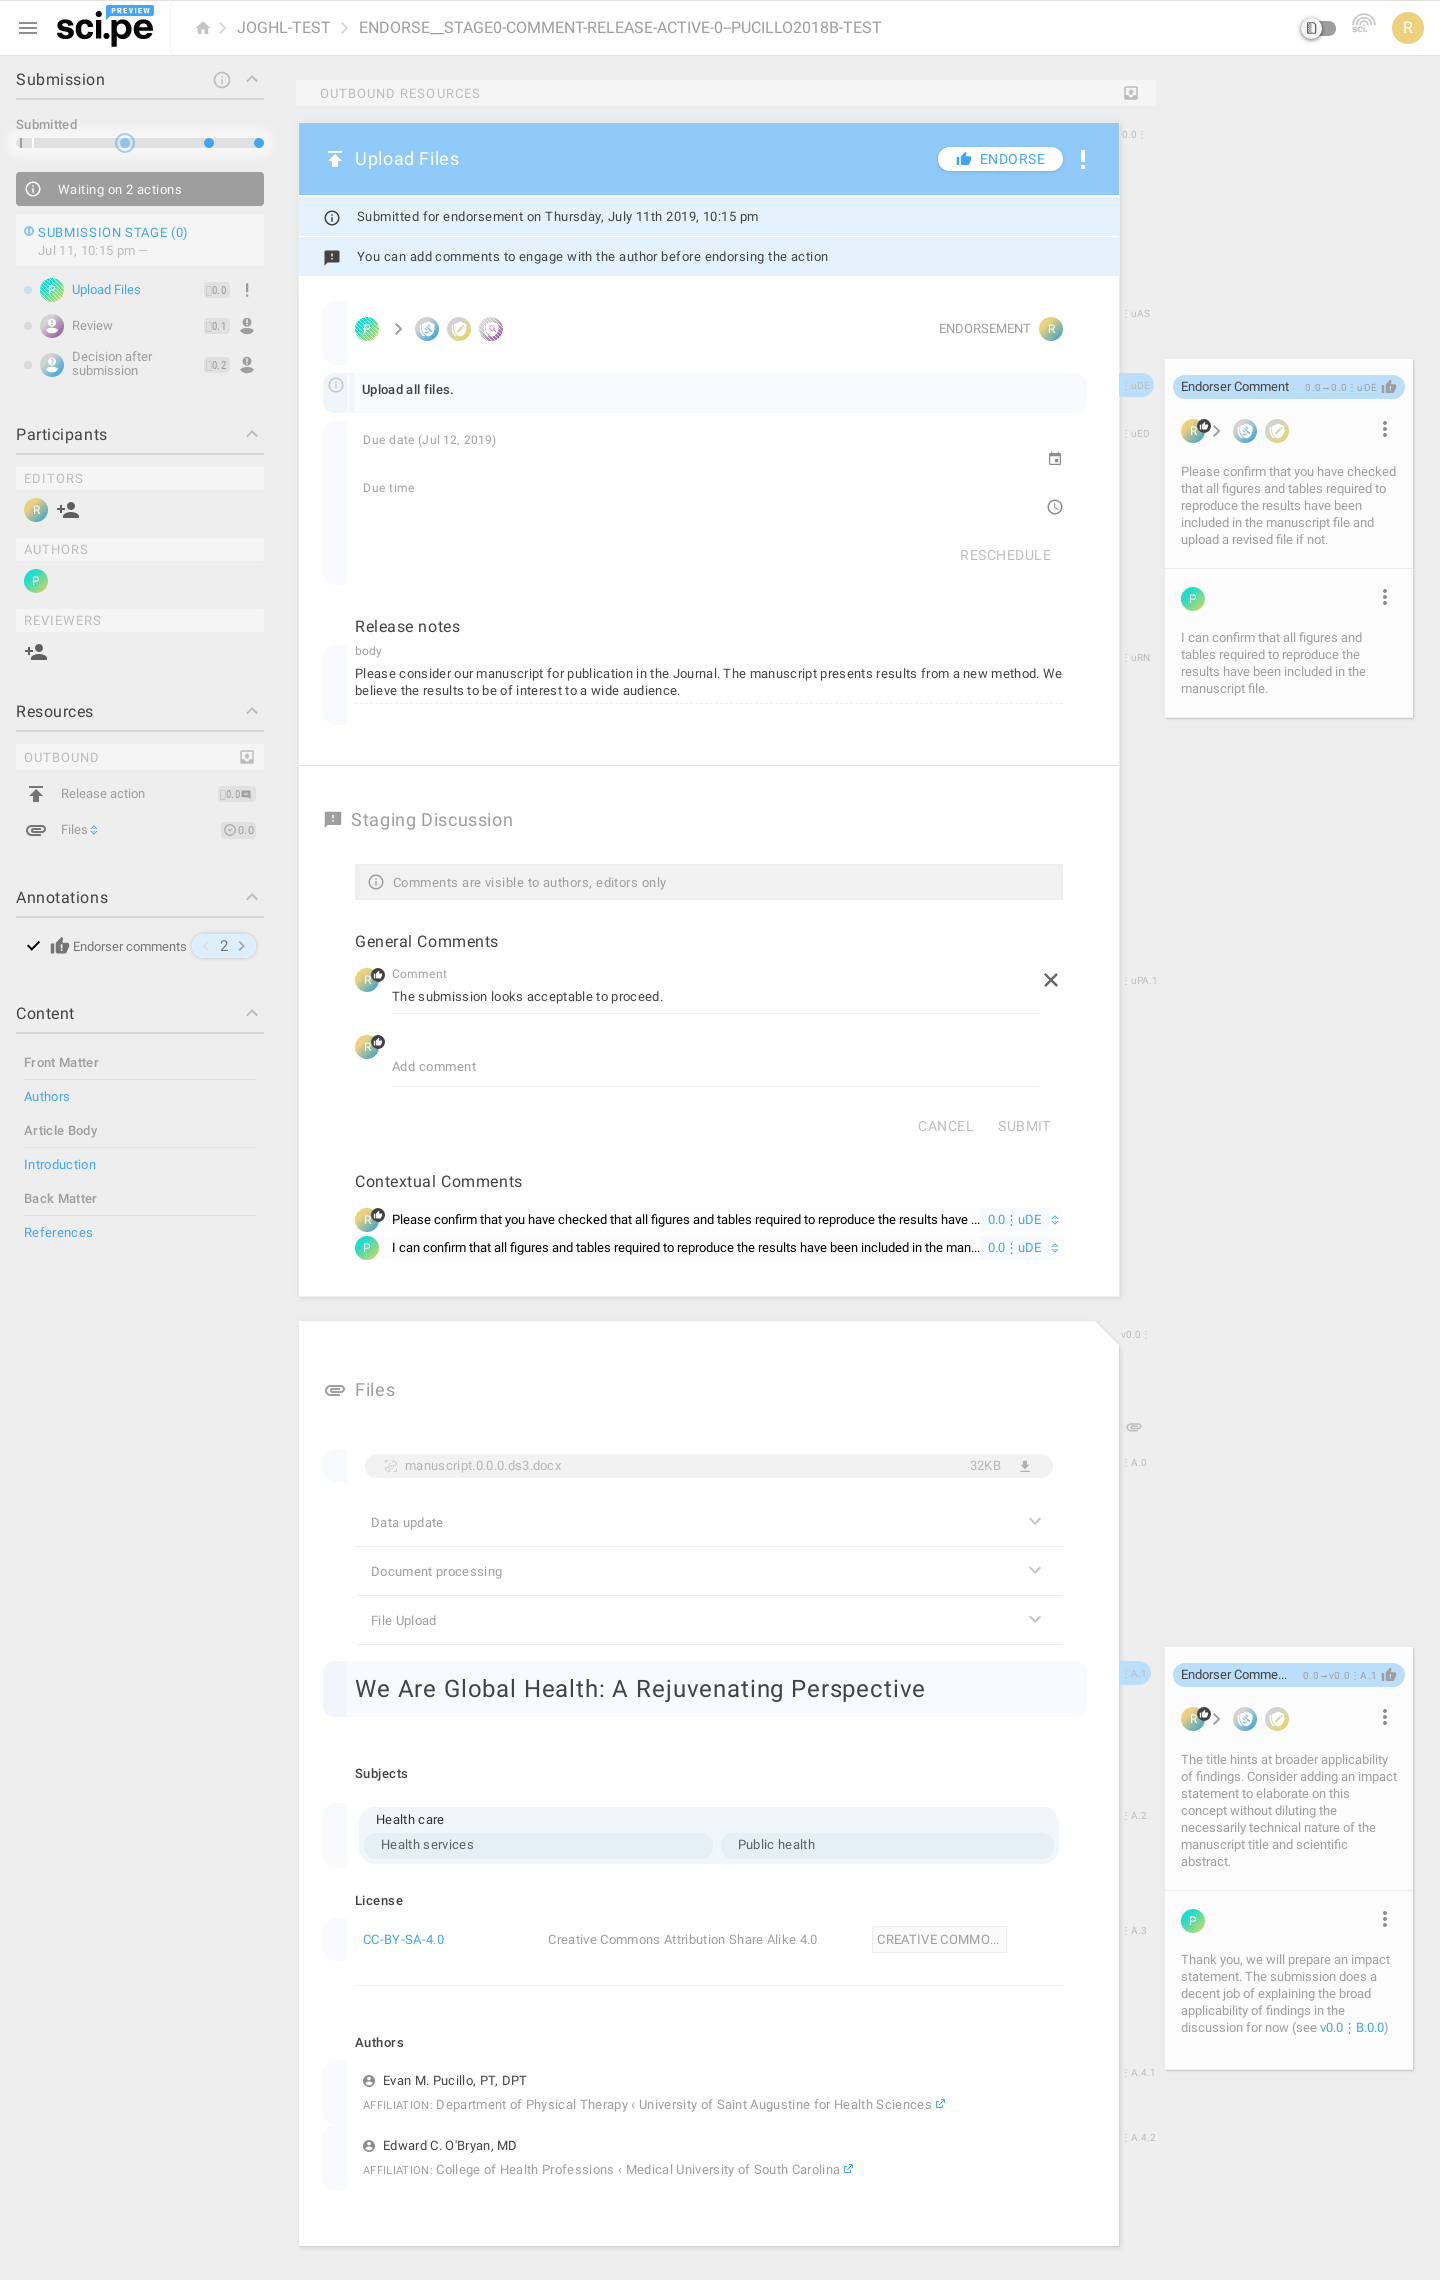 PREVIEW
sci.pe
JOGHL-TEST
ENDORSE__STAGE0-COMMENT-RELEASE-ACTIVE-0--PUCILLO2018B-TEST
SCI.
R
Submission
Submitted
Waiting on 2 actions
SUBMISSION STAGE (0)
Jul 11, 10:15 pm —
P Upload Files 0.0
Review 0.1
Decision after
submission 0.2
Participants
EDITORS
R
AUTHORS
P
REVIEWERS
Resources
OUTBOUND
Release action 0.0
Files 0.0
Annotations
Endorser comments 2
Content
Front Matter
Authors
Article Body
Introduction
Back Matter
References
OUTBOUND RESOURCES
Upload Files ENDORSE
0.0⋮
Submitted for endorsement on Thursday, July 11th 2019, 10:15 pm
You can add comments to engage with the author before endorsing the action
P ENDORSEMENT R
⋮uAS
Upload all files.
⋮uDE
Due date (Jul 12, 2019)
⋮uED
Due time
RESCHEDULE
Release notes
body
⋮uRN
Please consider our manuscript for publication in the Journal. The manuscript presents results from a new method. We
believe the results to be of interest to a wide audience.
Endorser Comment 0.0→0.0⋮uDE
R
Please confirm that you have checked
that all figures and tables required to
reproduce the results have been
included in the manuscript file and
upload a revised file if not.
P
I can confirm that all figures and
tables required to reproduce the
results have been included in the
manuscript file.
Staging Discussion
Comments are visible to authors, editors only
General Comments
R Comment
⋮uPA.1
The submission looks acceptable to proceed.
R
Add comment
CANCEL SUBMIT
Contextual Comments
R Please confirm that you have checked that all figures and tables required to reproduce the results have ... 0.0⋮uDE
P I can confirm that all figures and tables required to reproduce the results have been included in the man... 0.0⋮uDE
v0.0⋮
Files
manuscript.0.0.0.ds3.docx 32KB
⋮A.0
Data update
Document processing
File Upload
We Are Global Health: A Rejuvenating Perspective
⋮A.1
Subjects
Health care
Health services Public health
⋮A.2
License
CC-BY-SA-4.0 Creative Commons Attribution Share Alike 4.0 CREATIVE COMMO...
⋮A.3
Authors
Evan M. Pucillo, PT, DPT
⋮A.4.1
AFFILIATION: Department of Physical Therapy ‹ University of Saint Augustine for Health Sciences
Edward C. O'Bryan, MD
⋮A.4.2
AFFILIATION: College of Health Professions ‹ Medical University of South Carolina
Endorser Comme... 0.0→v0.0⋮A.1
R
The title hints at broader applicability
of findings. Consider adding an impact
statement to elaborate on this
concept without diluting the
necessarily technical nature of the
manuscript title and scientific
abstract.
P
Thank you, we will prepare an impact
statement. The submission does a
decent job of explaining the broad
applicability of findings in the
discussion for now (see v0.0⋮B.0.0)